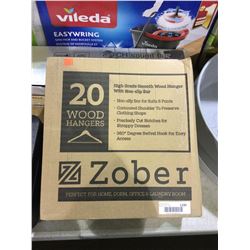 vileda
EASYWRING
20
WOOD
HANGERS
High Grade Smooth Wood Hanger
With Non-slip Bar
• Non-slip Bar for Suits & Pants
• Contoured Shoulder To Preserve
Clothing Shape
• Precisely Cut Notches for
Strappy Dresses
• 360° Degree Swivel Hook for Easy
Access
Zober
PERFECT FOR HOME, DORM, OFFICE & LAUNDRY ROOM